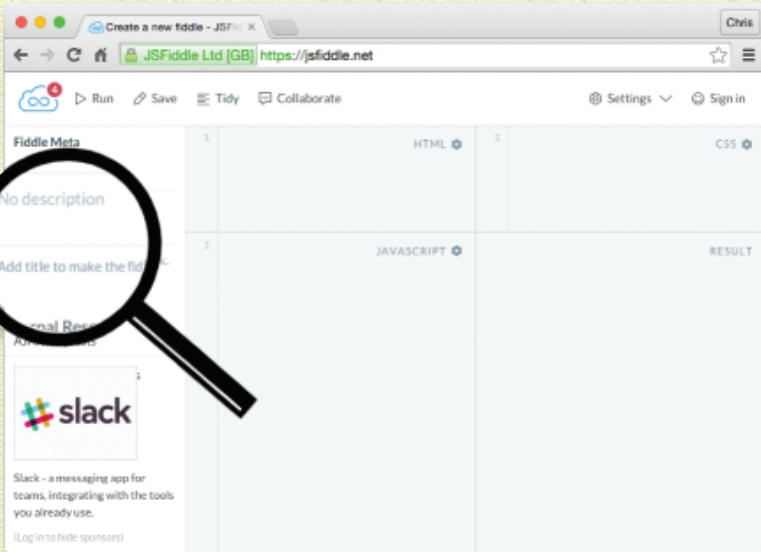 Create a new fiddle - JSFi
Chris
JSFiddle Ltd [GB] https://jsfiddle.net
4
Run Save Tidy Collaborate Settings Sign in
Fiddle Meta
1 HTML
1 CSS
No description
Add title to make the fid
1 JAVASCRIPT
RESULT
slack
Slack - a messaging app for
teams, integrating with the tools
you already use.
(Log in to hide sponsors)